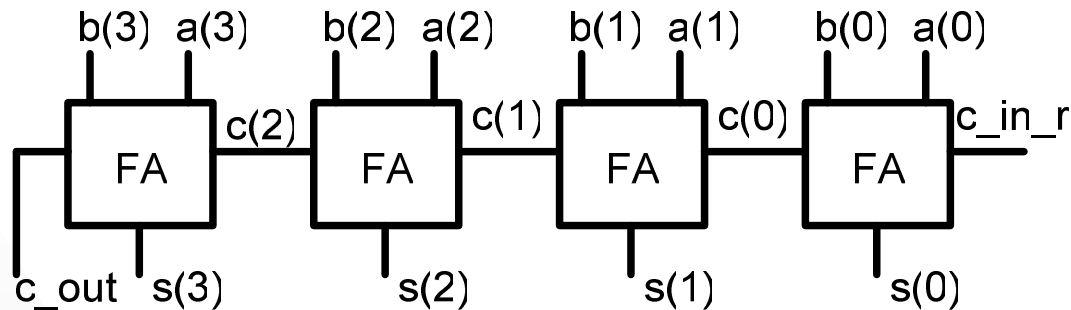 b(3) a(3) b(2) a(2) b(1) a(1) b(0) a(0)
c(2) c(1) c(0) c_in_r
FA FA FA FA
c_out s(3) s(2) s(1) s(0)